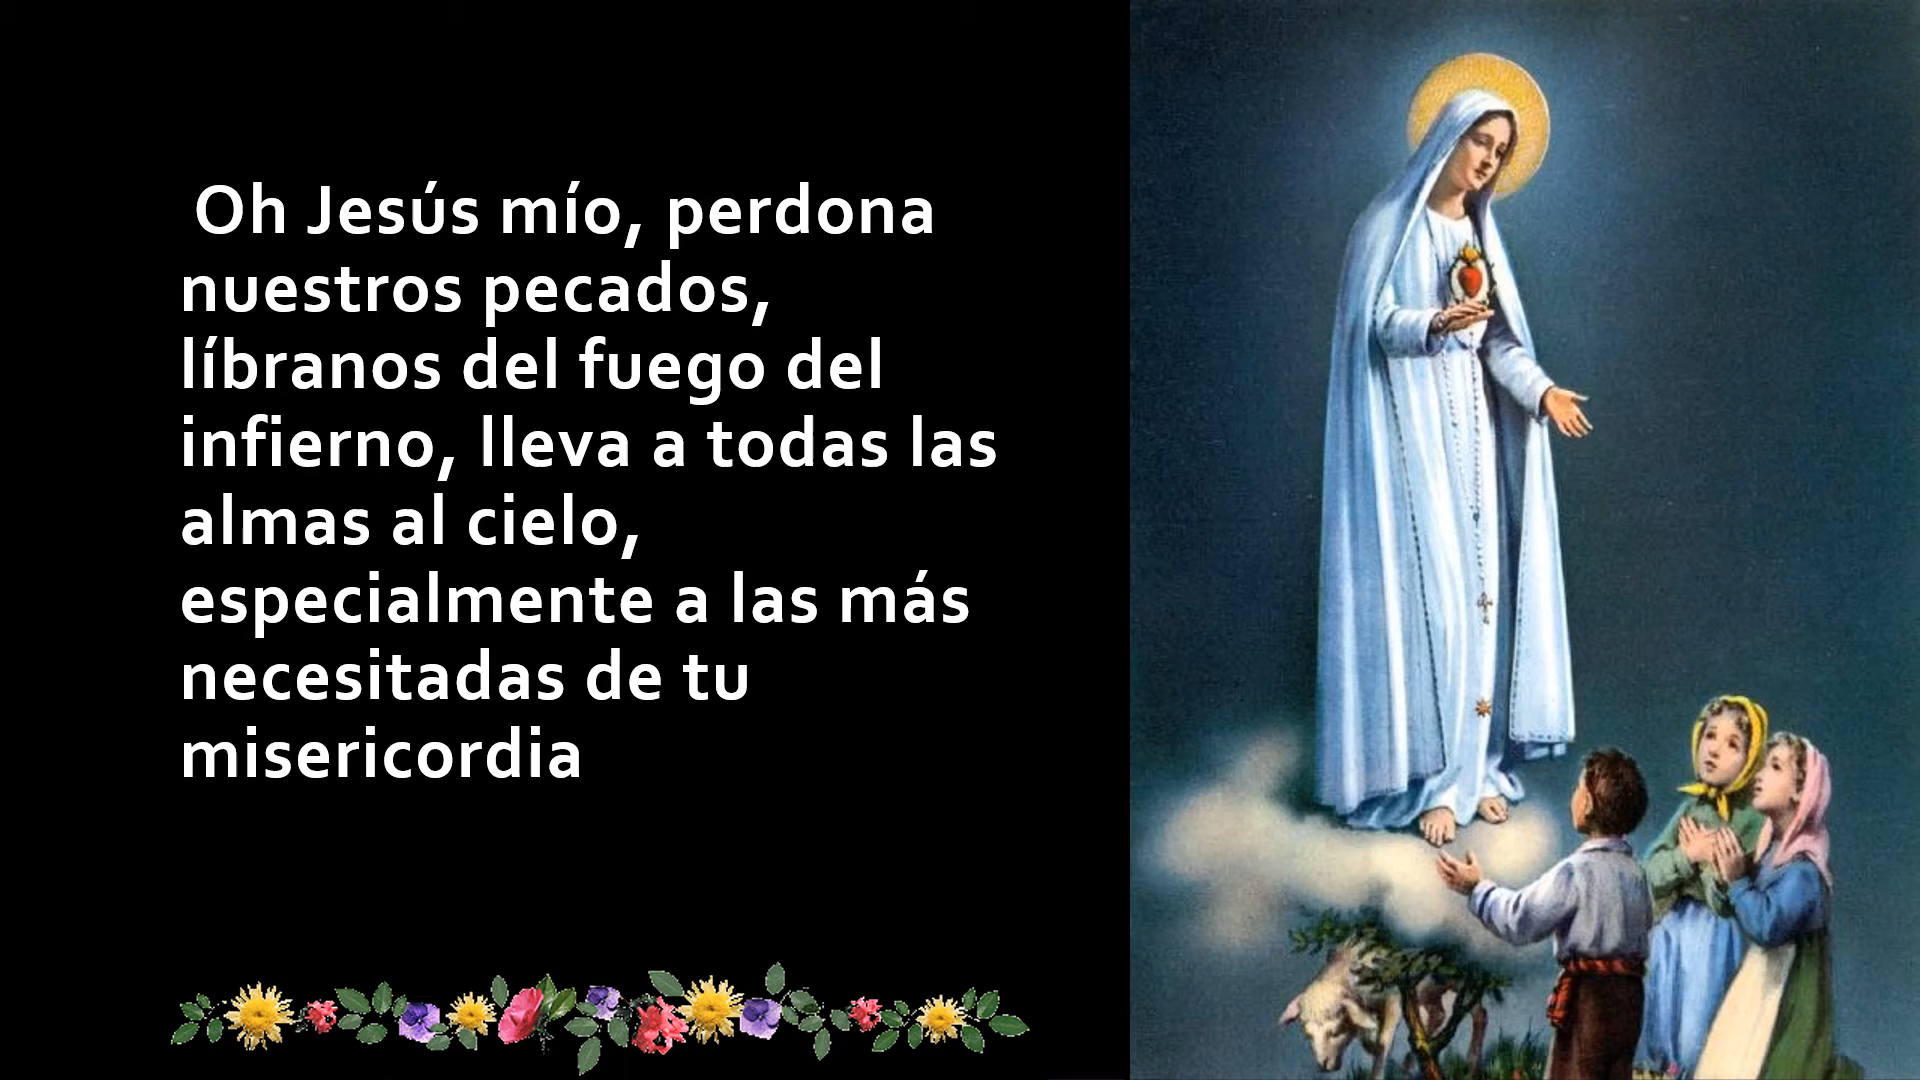 Oh Jesús mío, perdona
nuestros pecados,
líbranos del fuego del
infierno, lleva a todas las
almas al cielo,
especialmente a las más
necesitadas de tu
misericordia